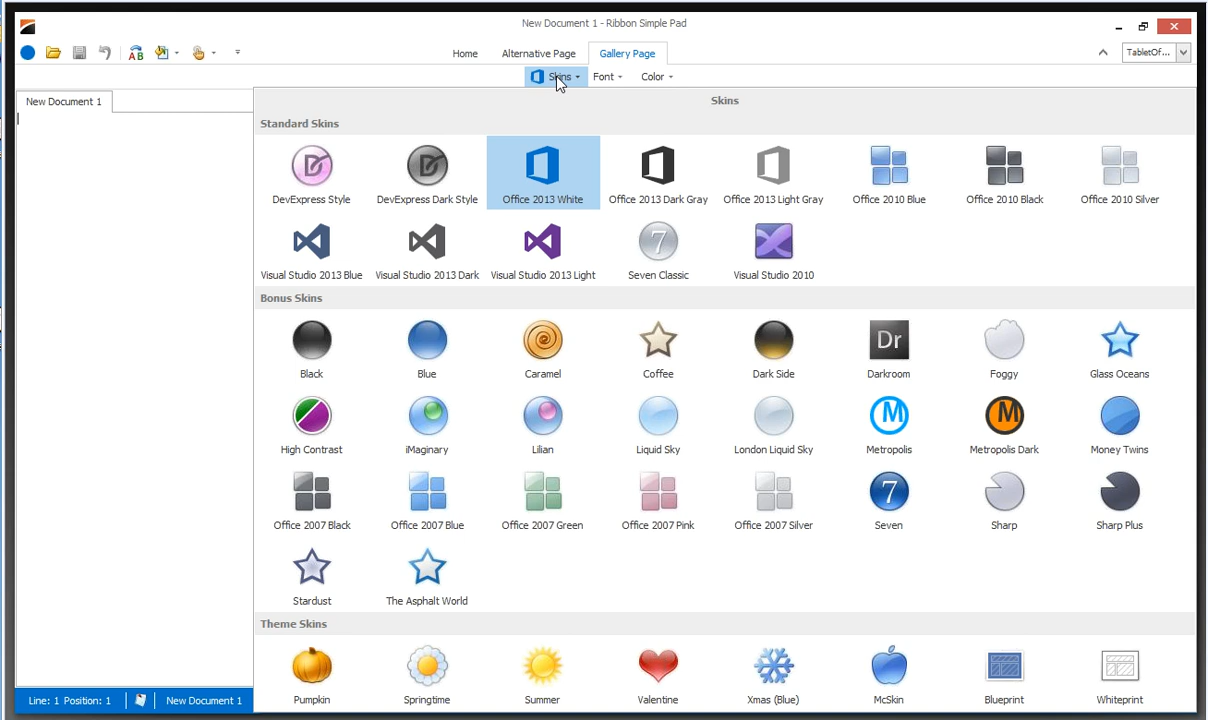 New Document 1 - Ribbon Simple Pad
A B
Home Alternative Page Gallery Page TabletOf...
Skins Font Color
New Document 1
Skins
Standard Skins
DevExpress Style DevExpress Dark Style Office 2013 White Office 2013 Dark Gray Office 2013 Light Gray Office 2010 Blue Office 2010 Black Office 2010 Silver
7
Visual Studio 2013 Blue Visual Studio 2013 Dark Visual Studio 2013 Light Seven Classic Visual Studio 2010
Bonus Skins
Dr
Black Blue Caramel Coffee Dark Side Darkroom Foggy Glass Oceans
M M
High Contrast iMaginary Lilian Liquid Sky London Liquid Sky Metropolis Metropolis Dark Money Twins
7
Office 2007 Black Office 2007 Blue Office 2007 Green Office 2007 Pink Office 2007 Silver Seven Sharp Sharp Plus
Stardust The Asphalt World
Theme Skins
Pumpkin Springtime Summer Valentine Xmas (Blue) McSkin Blueprint Whiteprint
Line: 1 Position: 1 New Document 1